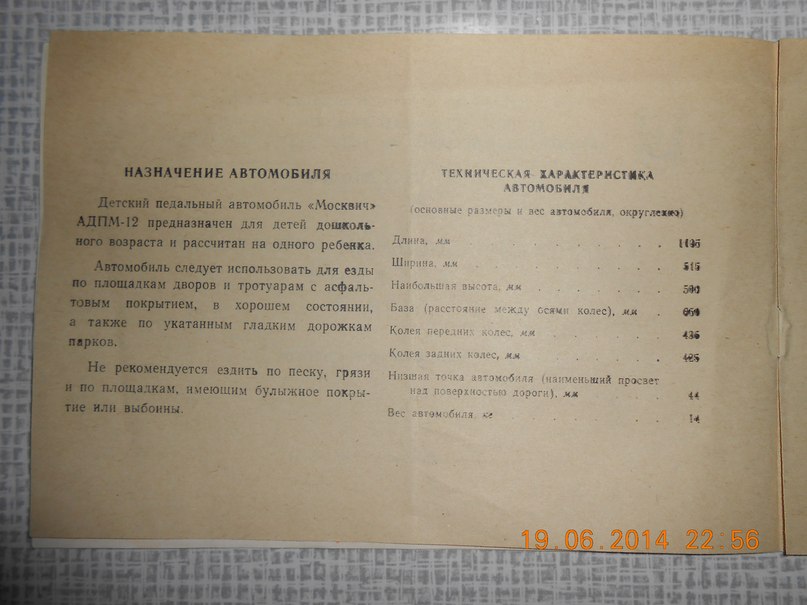 НАЗНАЧЕНИЕ АВТОМОБИЛЯ
Детский педальный автомобиль «Москвич»
АДПМ-12 предназначен для детей дошколь-
ного возраста и рассчитан на одного ребенка.
Автомобиль следует использовать для езды
по площадкам дворов и тротуарам с асфаль-
товым покрытием, в хорошем состоянии,
а также по укатанным гладким дорожкам
парков.
Не рекомендуется ездить по песку, грязи
и по площадкам, имеющим булыжное покры-
тие или выбоины.
ТЕХНИЧЕСКАЯ ХАРАКТЕРИСТИКА
АВТОМОБИЛЯ
(основные размеры и вес автомобиля, округленно)
Длина, мм
Ширина, мм
Наибольшая высота, мм
База (расстояние между осями колес), мм
Колея передних колес, мм
Колея задних колес, мм 425
Низшая точка автомобиля (наименьший просвет
над поверхностью дороги), мм 44
Вес автомобиля, кг 14
19.06.2014 22:56